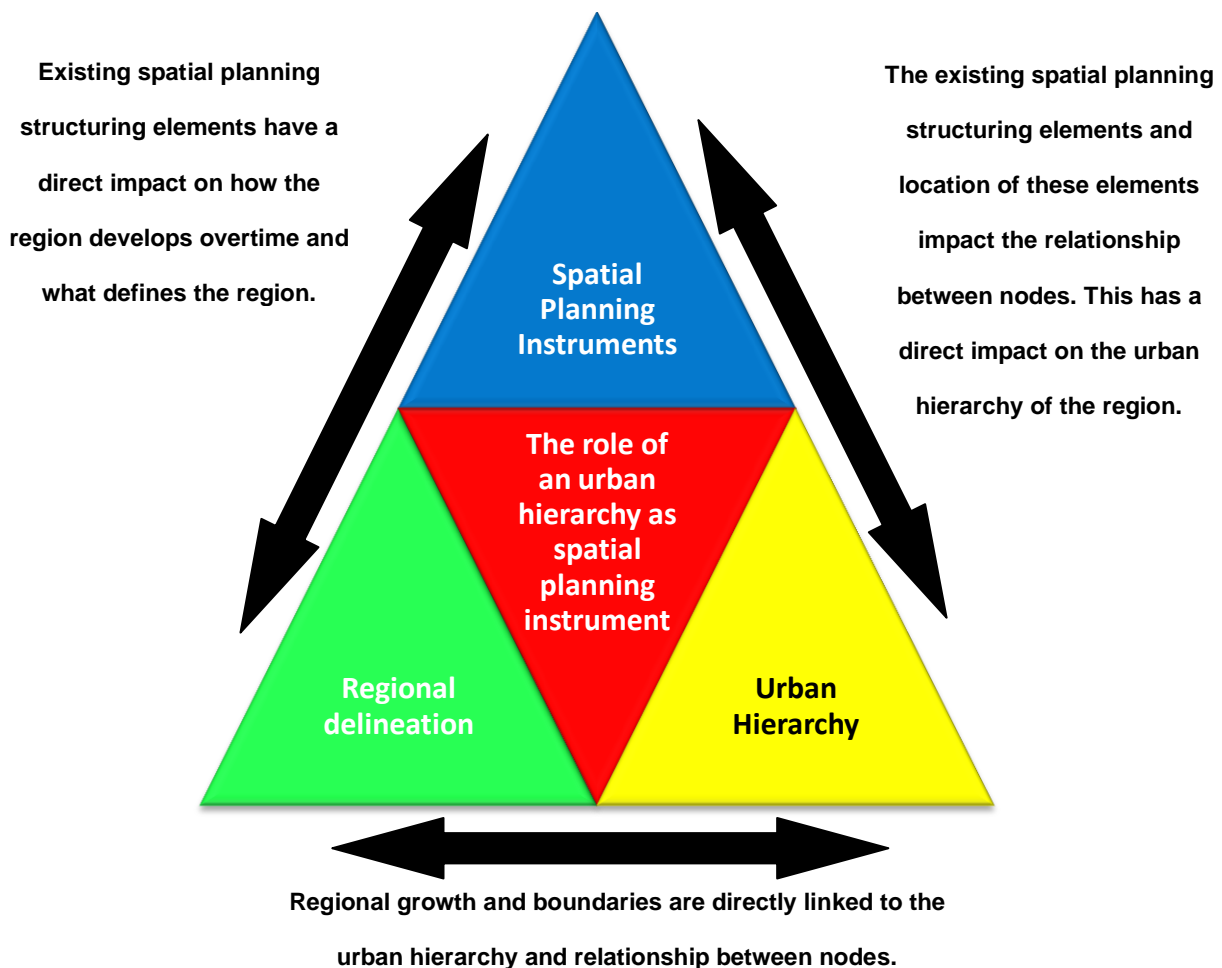 Existing spatial planning
structuring elements have a
direct impact on how the
region develops overtime and
what defines the region.
The existing spatial planning
structuring elements and
location of these elements
impact the relationship
between nodes. This has a
direct impact on the urban
hierarchy of the region.
Spatial
Planning
Instruments
The role of
an urban
hierarchy as
spatial
planning
instrument
Regional
delineation
Urban
Hierarchy
Regional growth and boundaries are directly linked to the
urban hierarchy and relationship between nodes.